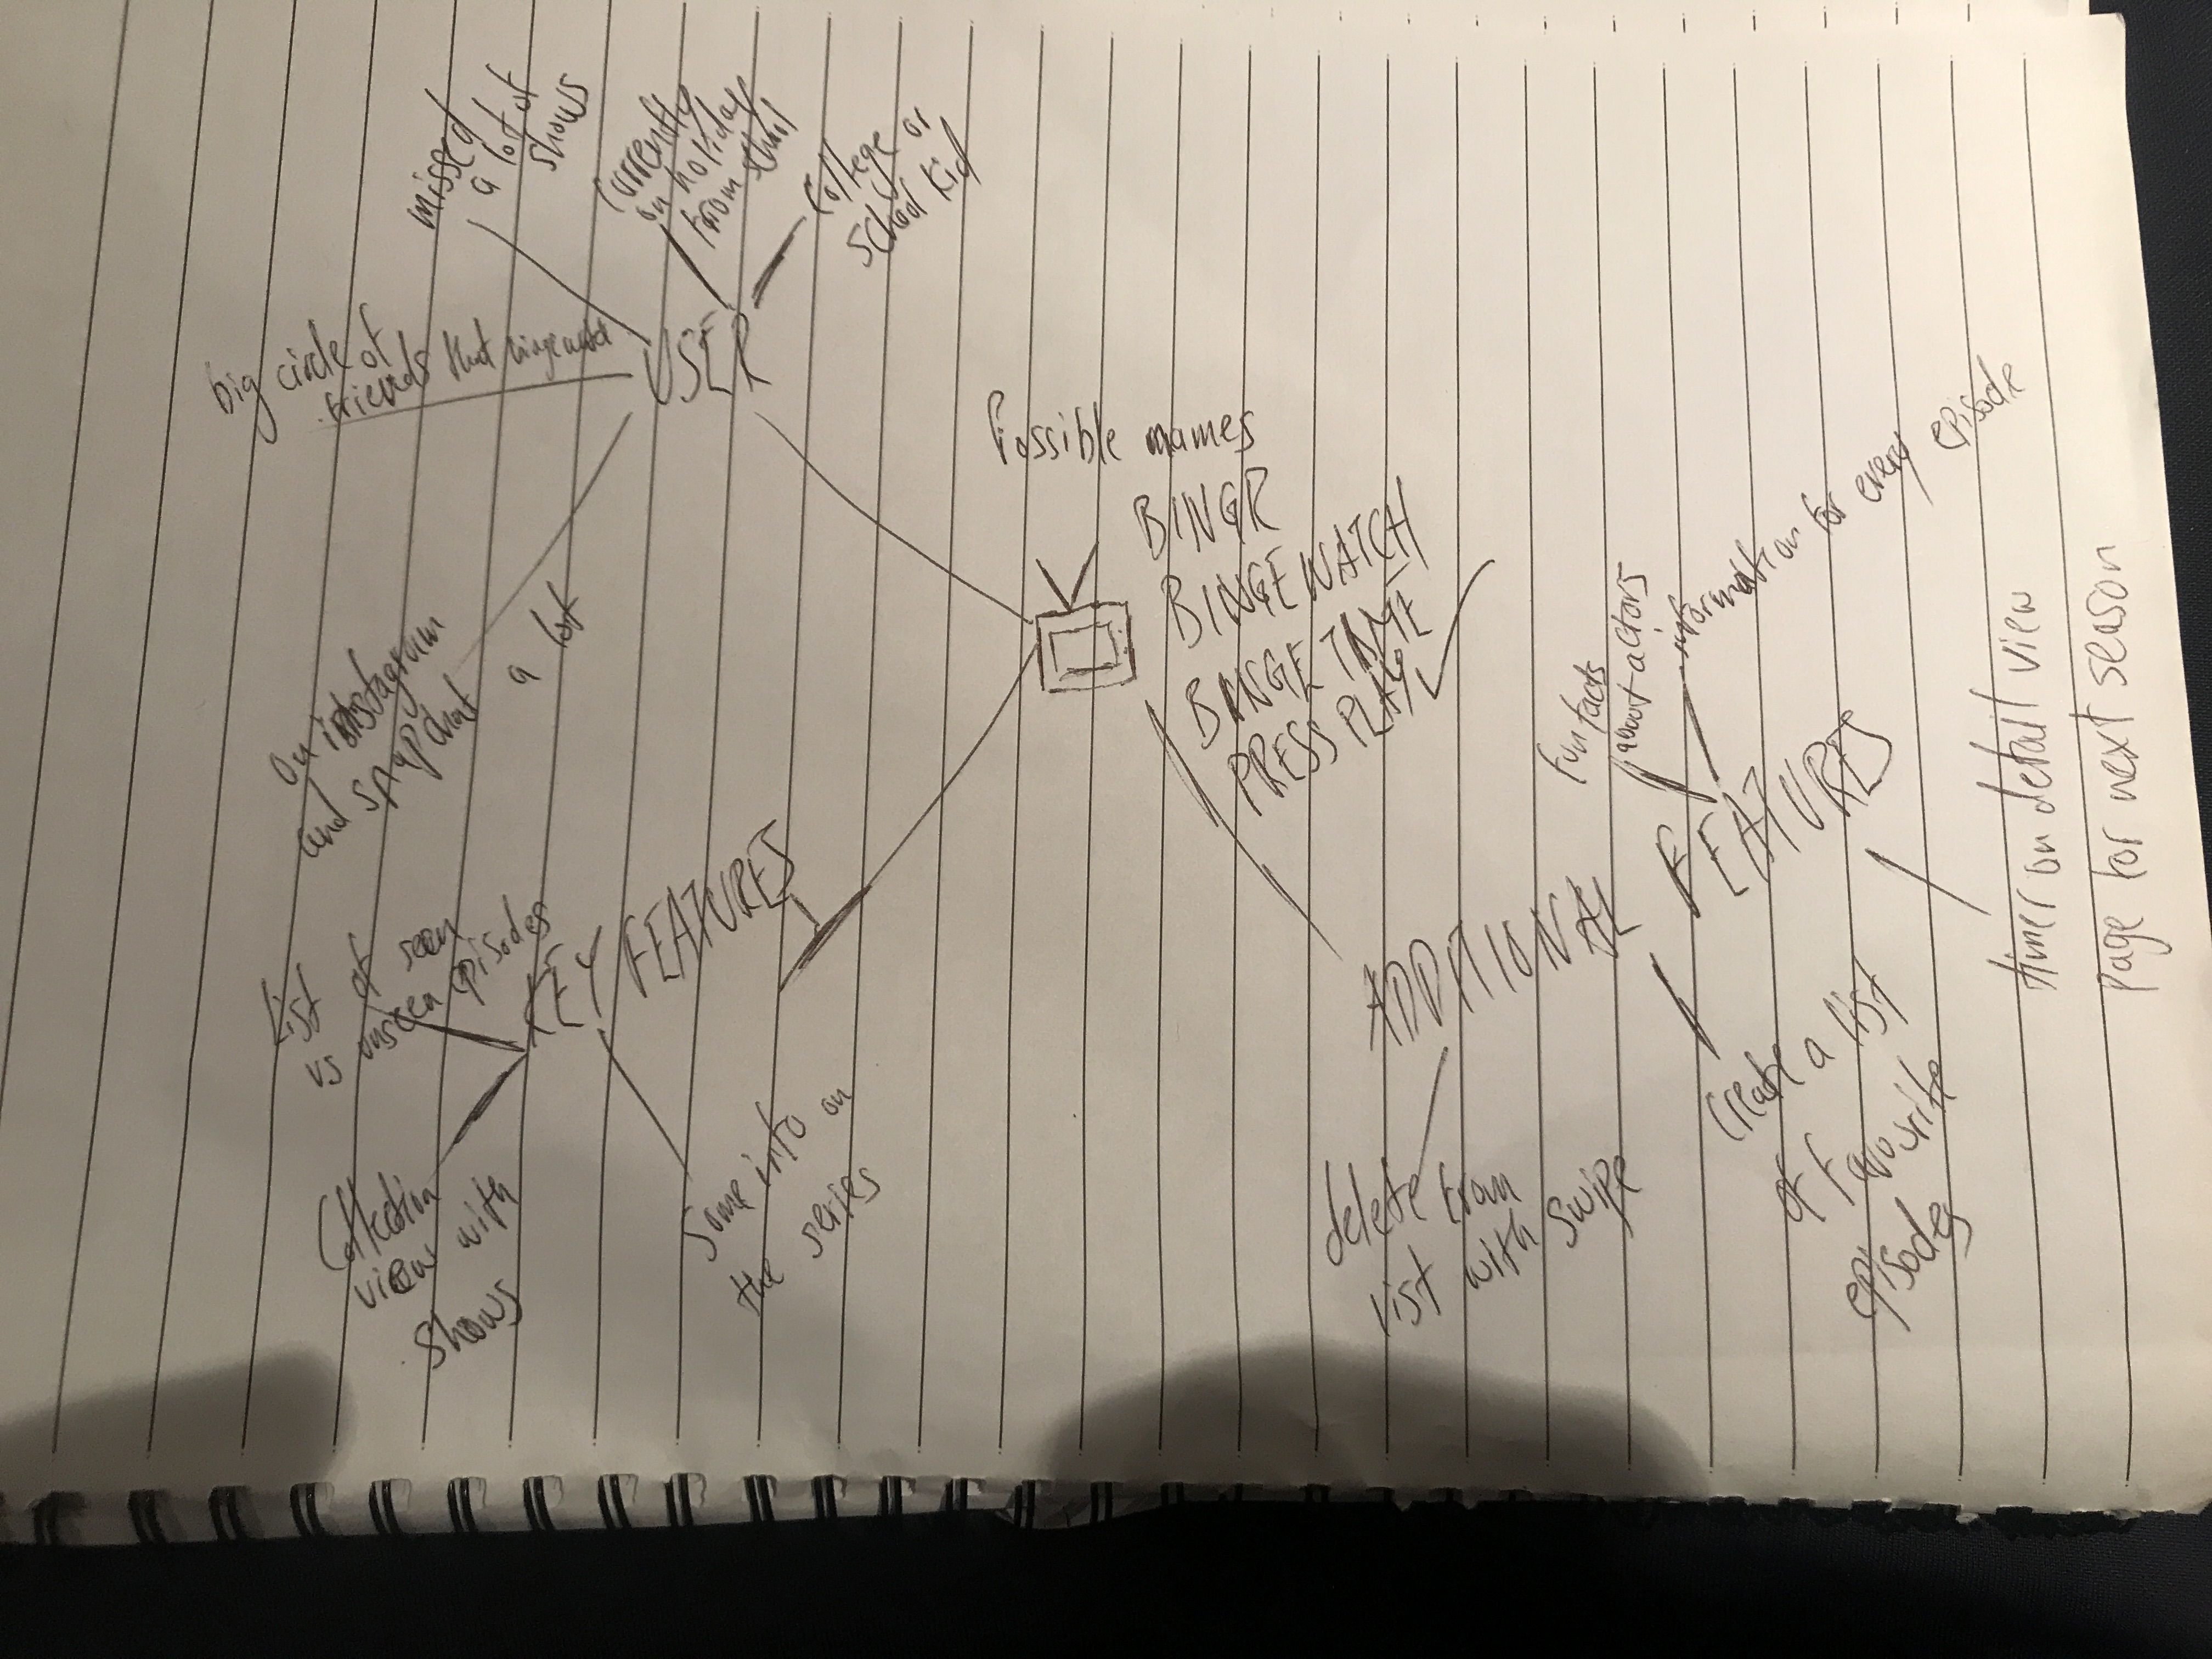 big circle of
friends that binge watch
missed
a lot of
shows
On instagram
and snapchat
a lot
currently
on holiday
from school
College or
school kid
USER
List of seen
vs unseen episodes
Collection
view with
shows
KEY FEATURES
Some info on
the series
Possible names
BINGR
BINGE WATCH
BINGE TIME
PRESS PLAY
ADDITIONAL
FEATURES
delete from
list with swipe
fun facts
about actors
information for every episode
create a list
of favorite
episodes
timer on detail view
page for next season